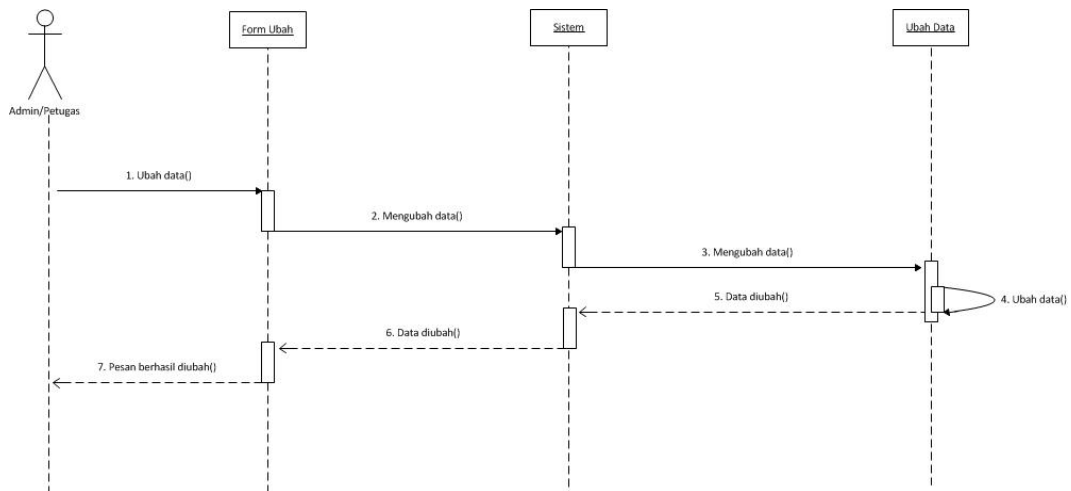 Form Ubah
Sistem
Ubah Data
Admin/Petugas
1. Ubah data()
2. Mengubah data()
3. Mengubah data()
4. Ubah data()
5. Data diubah()
6. Data diubah()
7. Pesan berhasil diubah()